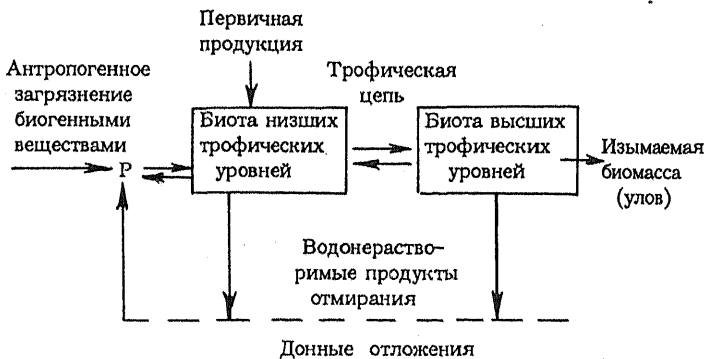 Первичная
продукция
Антропогенное
загрязнение
биогенными
веществами
Трофическая
цепь
P
Биота низших
трофических
уровней
Биота высших
трофических
уровней
Изымаемая
биомасса
(улов)
Водонераство-
римые продукты
отмирания
Донные отложения